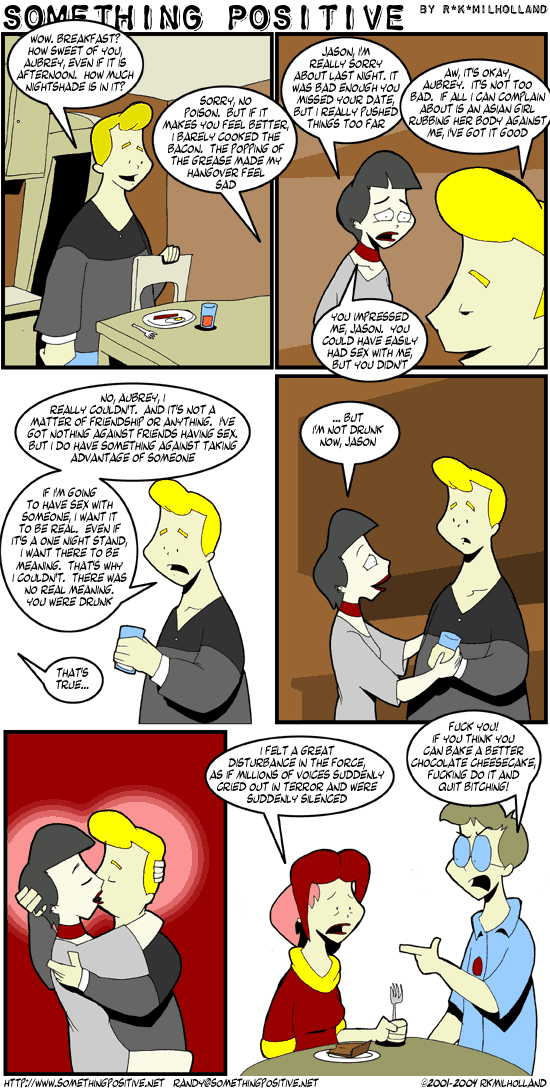 SOMETHING POSITIVE BY R*K*MILHOLLAND
WOW. BREAKFAST?
HOW SWEET OF YOU,
AUBREY, EVEN IF IT IS
AFTERNOON. HOW MUCH
NIGHTSHADE IS IN IT?
SORRY, NO
POISON. BUT IF IT
MAKES YOU FEEL BETTER,
I BARELY COOKED THE
BACON. THE POPPING OF
THE GREASE MADE MY
HANGOVER FEEL
SAD
JASON, I'M
REALLY SORRY
ABOUT LAST NIGHT. IT
WAS BAD ENOUGH YOU
MISSED YOUR DATE,
BUT I REALLY PUSHED
THINGS TOO FAR
AW, IT'S OKAY,
AUBREY. IT'S NOT TOO
BAD. IF ALL I CAN COMPLAIN
ABOUT IS AN ASIAN GIRL
RUBBING HER BODY AGAINST
ME, I'VE GOT IT GOOD
YOU IMPRESSED
ME, JASON. YOU
COULD HAVE EASILY
HAD SEX WITH ME,
BUT YOU DIDN'T
NO, AUBREY, I
REALLY COULDN'T. AND IT'S NOT A
MATTER OF FRIENDSHIP OR ANYTHING. I'VE
GOT NOTHING AGAINST FRIENDS HAVING SEX.
BUT I DO HAVE SOMETHING AGAINST TAKING
ADVANTAGE OF SOMEONE
IF I'M GOING
TO HAVE SEX WITH
SOMEONE, I WANT IT
TO BE REAL. EVEN IF
IT'S A ONE NIGHT STAND,
I WANT THERE TO BE
MEANING. THAT'S WHY
I COULDN'T. THERE WAS
NO REAL MEANING.
YOU WERE DRUNK
THAT'S
TRUE...
... BUT
I'M NOT DRUNK
NOW, JASON
I FELT A GREAT
DISTURBANCE IN THE FORCE,
AS IF MILLIONS OF VOICES SUDDENLY
CRIED OUT IN TERROR AND WERE
SUDDENLY SILENCED
FUCK YOU!
IF YOU THINK YOU
CAN BAKE A BETTER
CHOCOLATE CHEESECAKE,
FUCKING DO IT AND
QUIT BITCHING!
HTTP://WWW.SOMETHINGPOSITIVE.NET RANDY@SOMETHINGPOSITIVE.NET ©2001-2004 RKMILHOLLAND